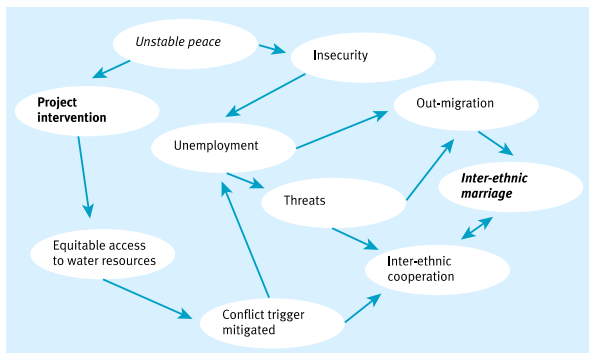 Unstable peace
Insecurity
Project
intervention
Out-migration
Unemployment
Inter-ethnic
marriage
Threats
Equitable access
to water resources
Inter-ethnic
cooperation
Conflict trigger
mitigated